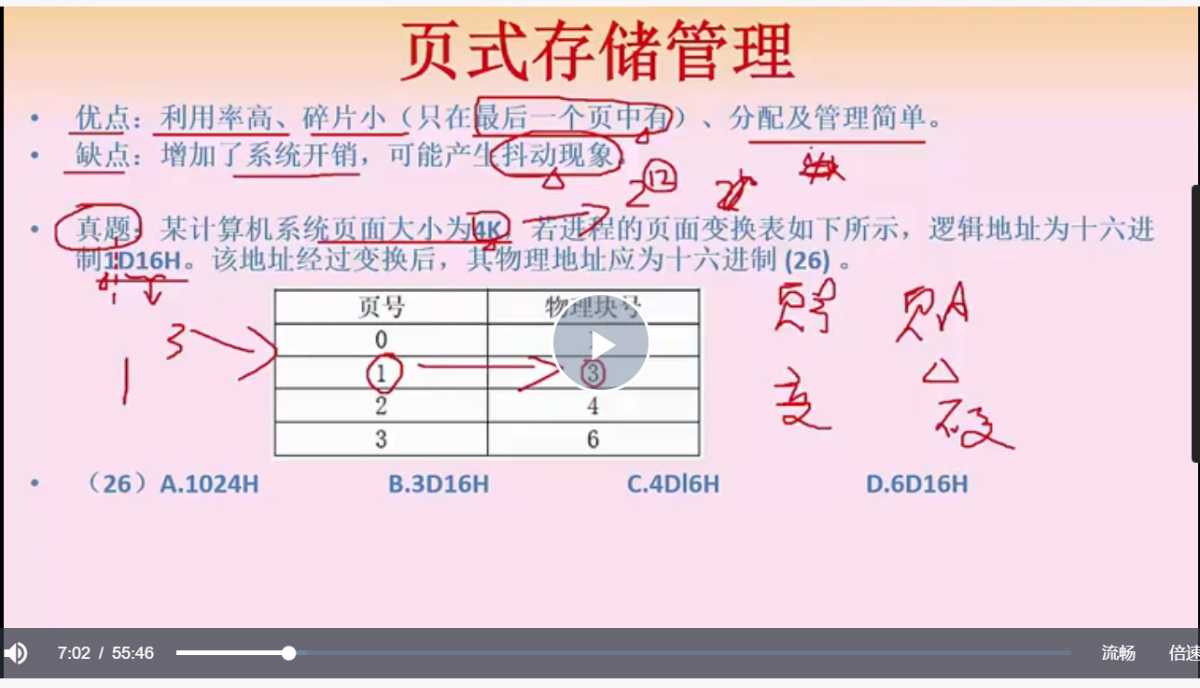 页式存储管理
• 优点：利用率高、碎片小（只在最后一个页中有）、分配及管理简单。
• 缺点：增加了系统开销，可能产生抖动现象。
2^12
• 真题：某计算机系统页面大小为4K，若进程的页面变换表如下所示，逻辑地址为十六进
制1D16H。该地址经过变换后，其物理地址应为十六进制 (26) 。
页号 物理块号
0 1
1 3
2 4
3 6
3
1
页号 页A
变
• （26）A.1024H B.3D16H C.4Dl6H D.6D16H
7:02 / 55:46 流畅 倍速